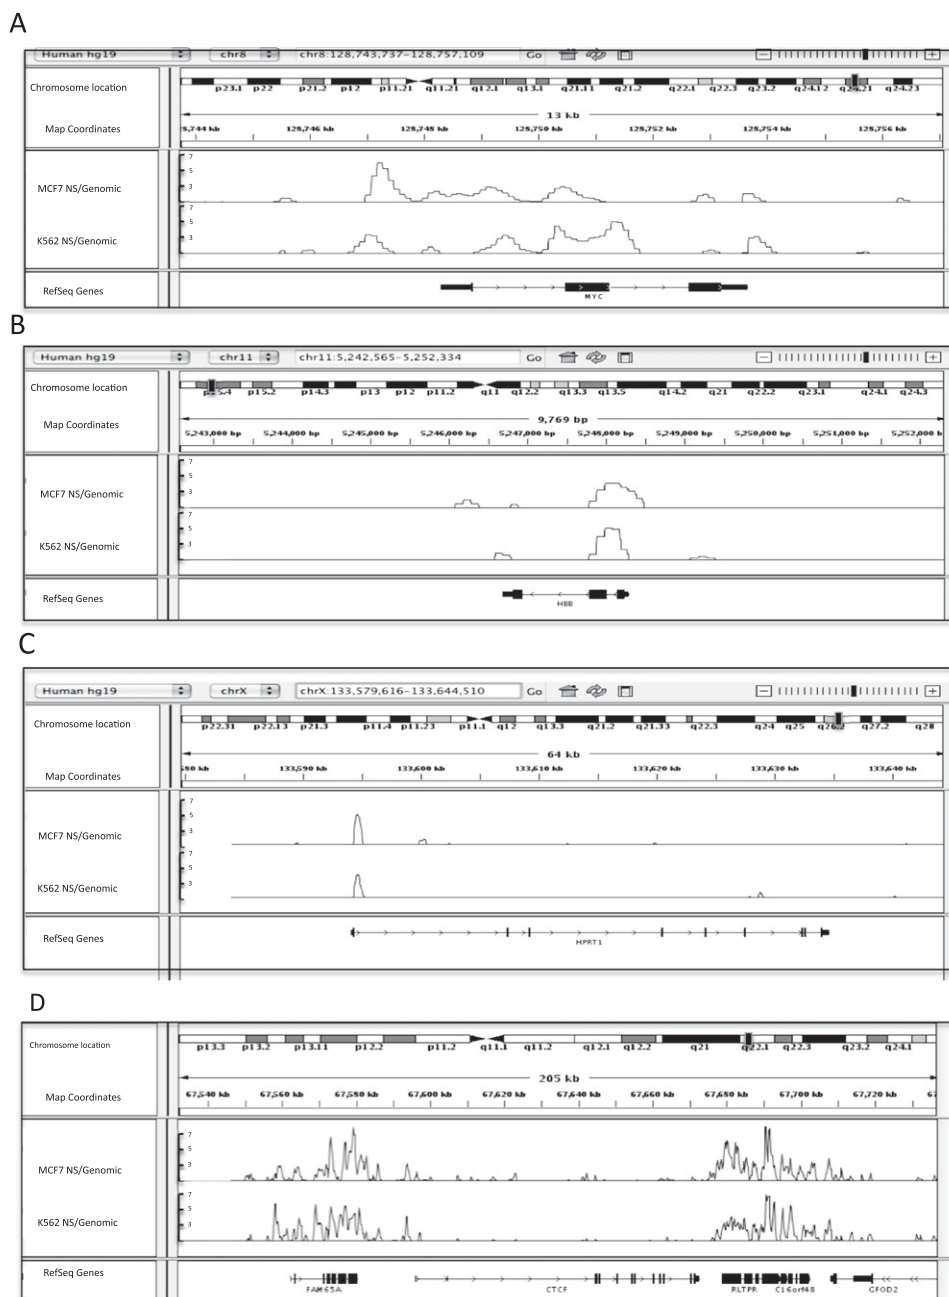 A
Human hg19 chr8 chr8:128,743,737-128,757,109 Go
Chromosome location
p23.1 p22 p21.2 p12 p11.21 q11.21 q12.1 q13.1 q21.11 q21.2 q22.1 q22.3 q23.2 q24.12 q24.21 q24.23
13 kb
Map Coordinates
128,746 kb 128,748 kb 128,750 kb 128,752 kb 128,754 kb 128,756 kb
7
5
3
MCF7 NS/Genomic
7
5
3
K562 NS/Genomic
RefSeq Genes
MYC
B
Human hg19 chr11 chr11:5,242,565-5,252,334 Go
Chromosome location
p15.4 p15.2 p14.3 p13 p12 p11.2 q11 q12.2 q13.3 q13.5 q14.2 q21 q22.2 q23.1 q24.1 q24.3
9,769 bp
Map Coordinates
5,243,000 bp 5,244,000 bp 5,245,000 bp 5,246,000 bp 5,247,000 bp 5,248,000 bp 5,249,000 bp 5,250,000 bp 5,251,000 bp 5,252,000 b
7
5
3
MCF7 NS/Genomic
7
5
3
K562 NS/Genomic
RefSeq Genes
HBB
C
Human hg19 chrX chrX:133,579,616-133,644,510 Go
Chromosome location
p22.31 p22.13 p21.3 p11.4 p11.23 p11.1 q12 q13.3 q21.2 q21.33 q22.3 q24 q25 q26.2 q27.2 q28
64 kb
Map Coordinates
133,590 kb 133,600 kb 133,610 kb 133,620 kb 133,630 kb 133,640 kb
7
5
3
MCF7 NS/Genomic
7
5
3
K562 NS/Genomic
RefSeq Genes
HPRT1
D
Chromosome location
p13.3 p13.2 p13.11 p12.2 p11.2 q11.1 q11.2 q12.1 q12.2 q21 q22.1 q22.3 q23.2 q24.1
205 kb
Map Coordinates
67,540 kb 67,560 kb 67,580 kb 67,600 kb 67,620 kb 67,640 kb 67,660 kb 67,680 kb 67,700 kb 67,720 kb 67
7
5
3
MCF7 NS/Genomic
7
5
3
K562 NS/Genomic
RefSeq Genes
FAM65A CTCF RLTPR C16orf48 GFOD2